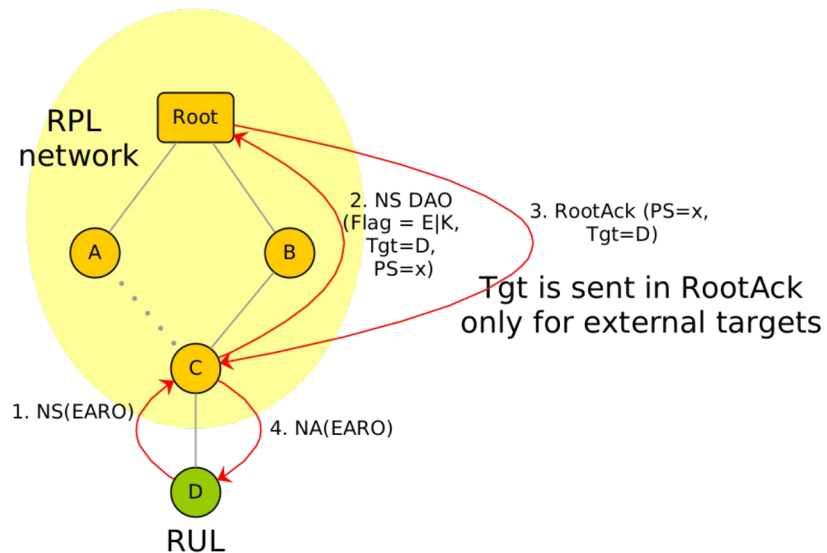 Root
RPL
network
2. NS DAO
(Flag = E|K,
Tgt=D,
PS=x)
3. RootAck (PS=x,
Tgt=D)
A
B
Tgt is sent in RootAck
only for external targets
C
1. NS(EARO)
4. NA(EARO)
D
RUL